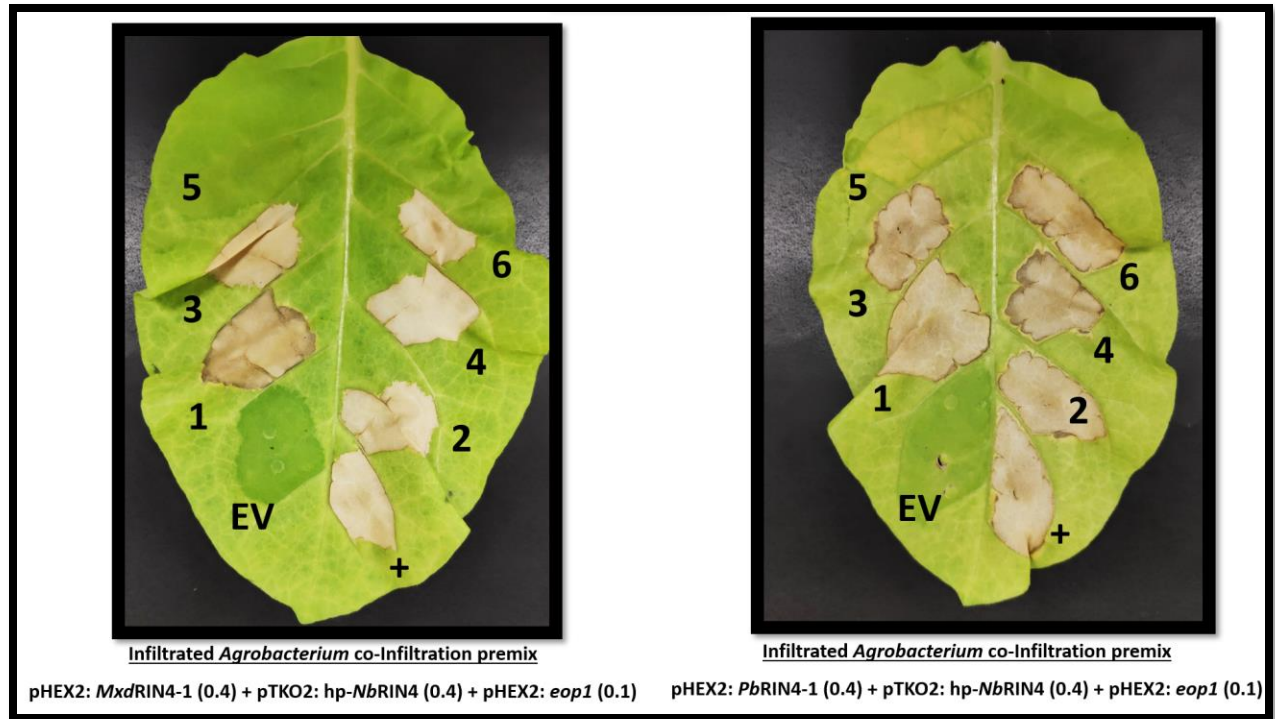 5
6
3
4
1
2
EV
+
Infiltrated Agrobacterium co-Infiltration premix
pHEX2: MxdRIN4-1 (0.4) + pTKO2: hp-NbRIN4 (0.4) + pHEX2: eop1 (0.1)
5
6
3
4
1
2
EV
+
Infiltrated Agrobacterium co-Infiltration premix
pHEX2: PbRIN4-1 (0.4) + pTKO2: hp-NbRIN4 (0.4) + pHEX2: eop1 (0.1)